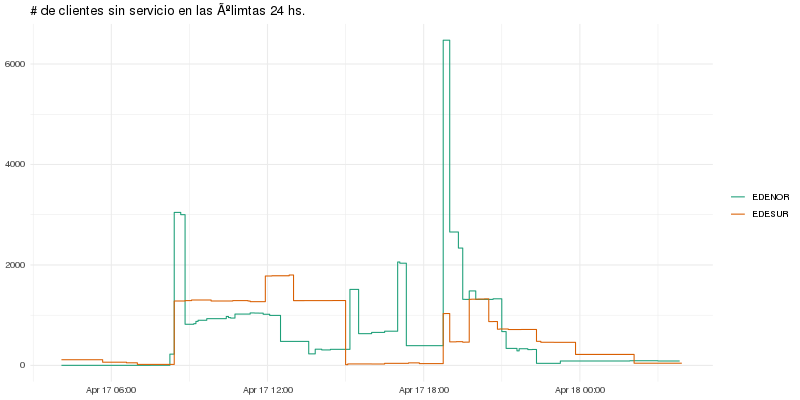 # de clientes sin servicio en las Ãºlimtas 24 hs.
6000
4000
2000
0
Apr 17 06:00
Apr 17 12:00
Apr 17 18:00
Apr 18 00:00
EDENOR
EDESUR